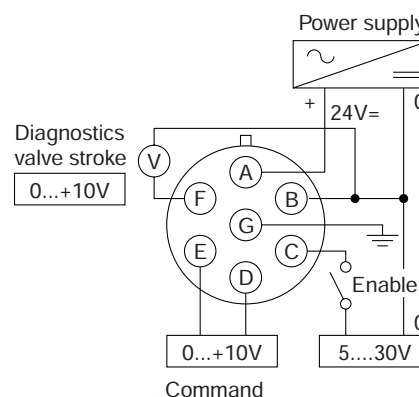 Power supply
+
24V=
0
Diagnostics
valve stroke
V
0...+10V
A
F
B
G
E
C
D
Enable
0
0...+10V
5....30V
Command